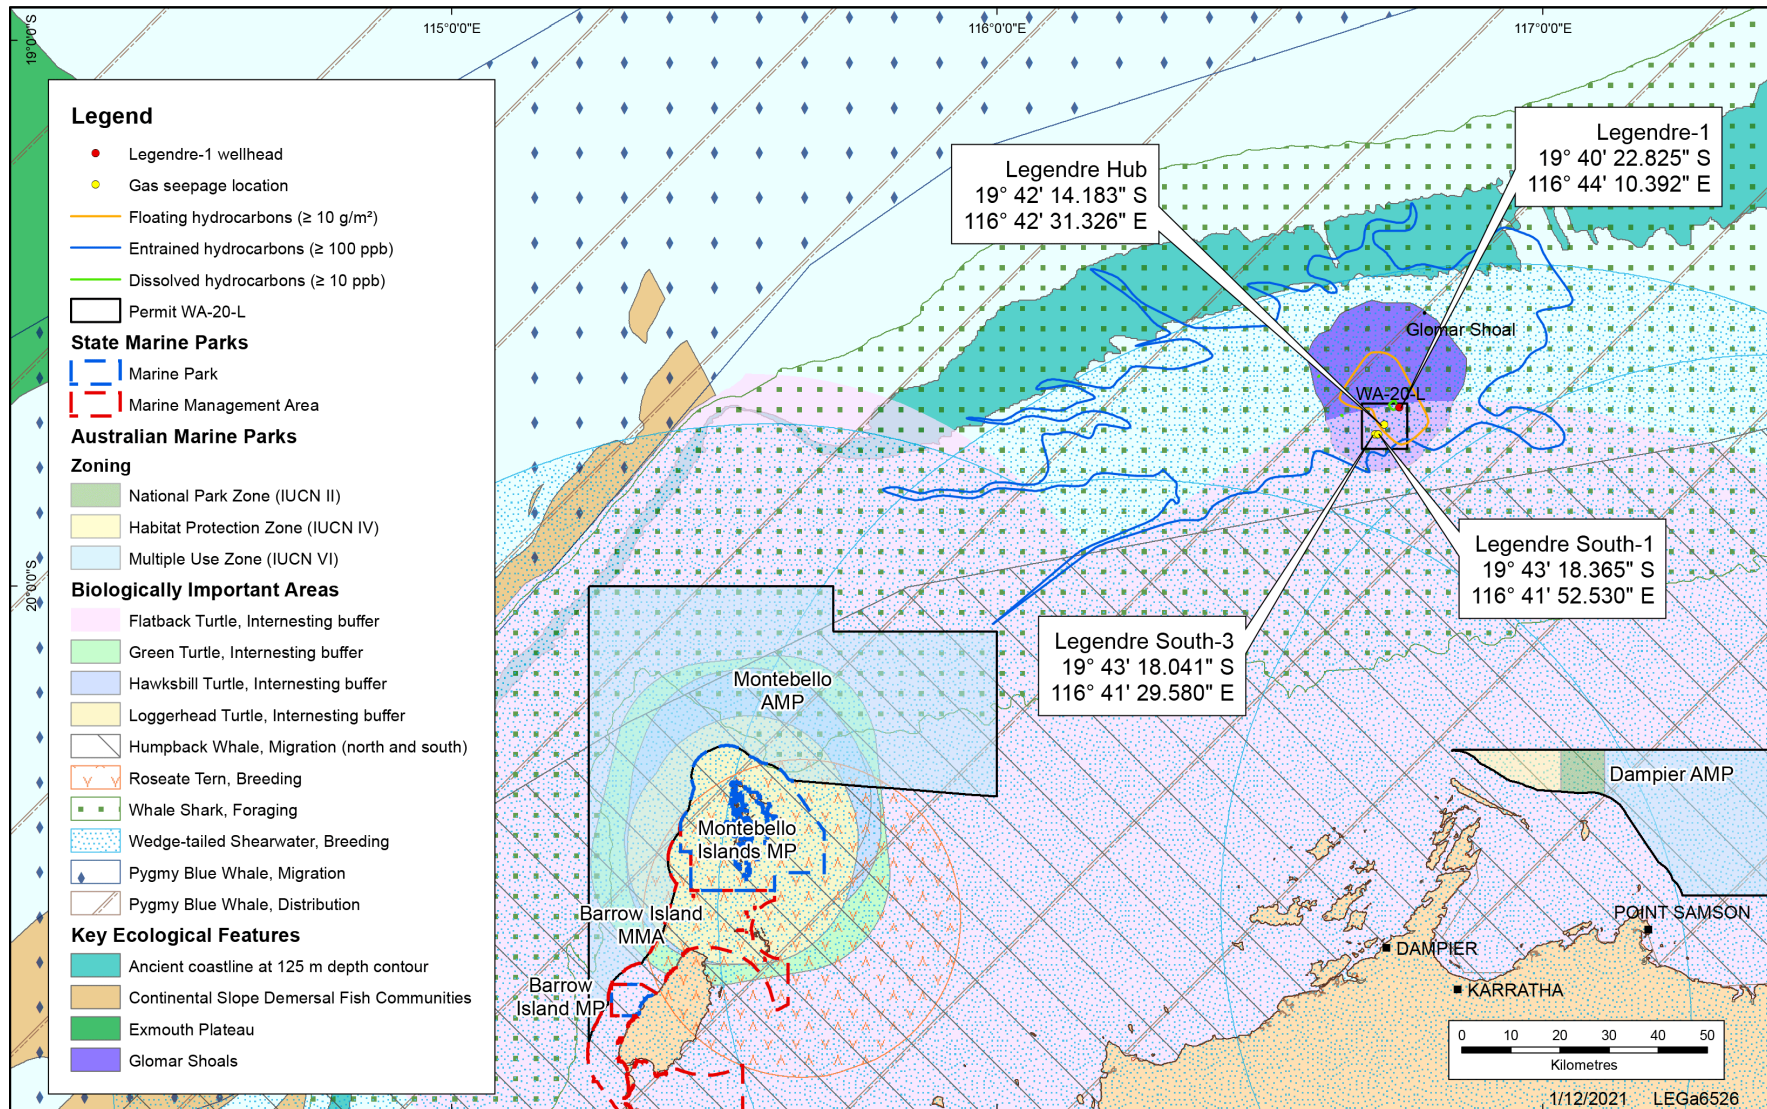 115°0'0"E
116°0'0"E
117°0'0"E
19°0'0"S
20°0'0"S
Legend
Legendre-1 wellhead
Gas seepage location
Floating hydrocarbons (≥ 10 g/m²)
Entrained hydrocarbons (≥ 100 ppb)
Dissolved hydrocarbons (≥ 10 ppb)
Permit WA-20-L
State Marine Parks
Marine Park
Marine Management Area
Australian Marine Parks
Zoning
National Park Zone (IUCN II)
Habitat Protection Zone (IUCN IV)
Multiple Use Zone (IUCN VI)
Biologically Important Areas
Flatback Turtle, Internesting buffer
Green Turtle, Internesting buffer
Hawksbill Turtle, Internesting buffer
Loggerhead Turtle, Internesting buffer
Humpback Whale, Migration (north and south)
Roseate Tern, Breeding
Whale Shark, Foraging
Wedge-tailed Shearwater, Breeding
Pygmy Blue Whale, Migration
Pygmy Blue Whale, Distribution
Key Ecological Features
Ancient coastline at 125 m depth contour
Continental Slope Demersal Fish Communities
Exmouth Plateau
Glomar Shoals
Legendre Hub
19° 42' 14.183" S
116° 42' 31.326" E
Legendre-1
19° 40' 22.825" S
116° 44' 10.392" E
Glomar Shoal
WA-20-L
Legendre South-1
19° 43' 18.365" S
116° 41' 52.530" E
Legendre South-3
19° 43' 18.041" S
116° 41' 29.580" E
Montebello
AMP
Montebello
Islands MP
Barrow Island
MMA
Barrow
Island MP
Dampier AMP
POINT SAMSON
DAMPIER
KARRATHA
0 10 20 30 40 50
Kilometres
1/12/2021 LEGa6526